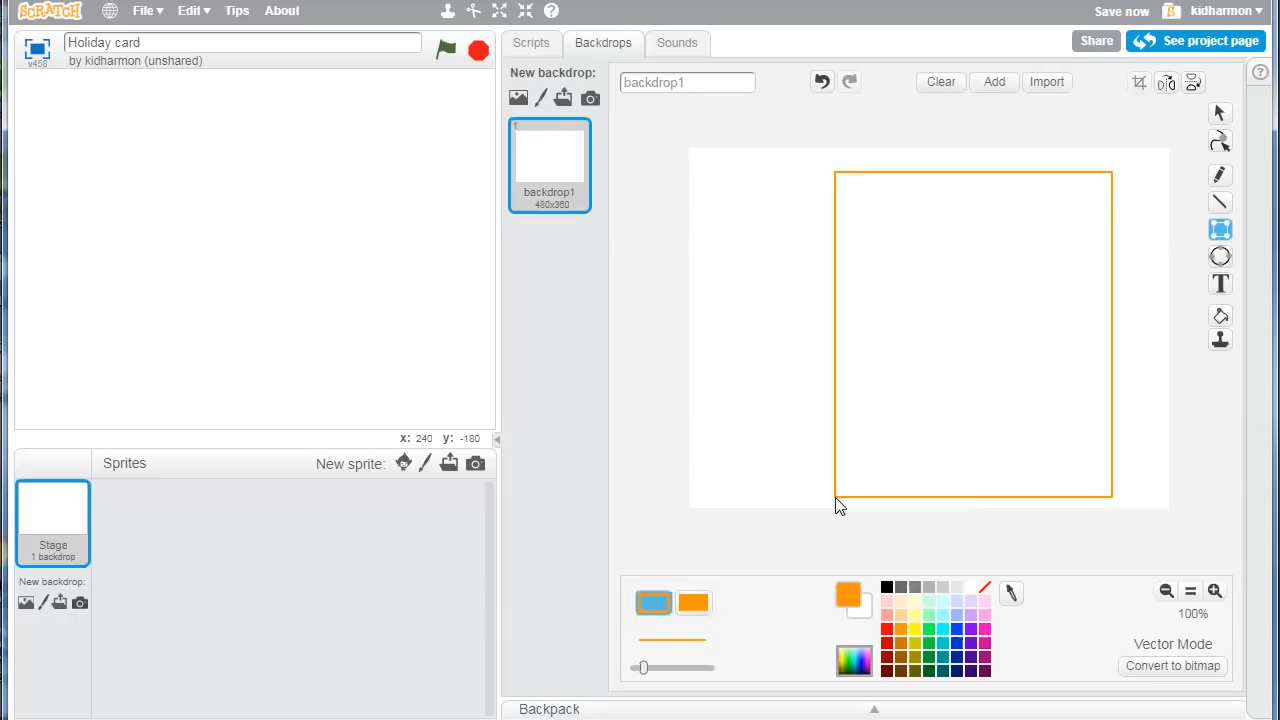 SCRATCH File Edit Tips About Save now kidharmon
v458 Holiday card
by kidharmon (unshared)
Scripts Backdrops Sounds Share See project page
New backdrop: backdrop1 Clear Add Import
1
backdrop1
480x360
x: 240 y: -180
Sprites New sprite:
Stage
1 backdrop
New backdrop:
T
100%
Vector Mode
Convert to bitmap
Backpack